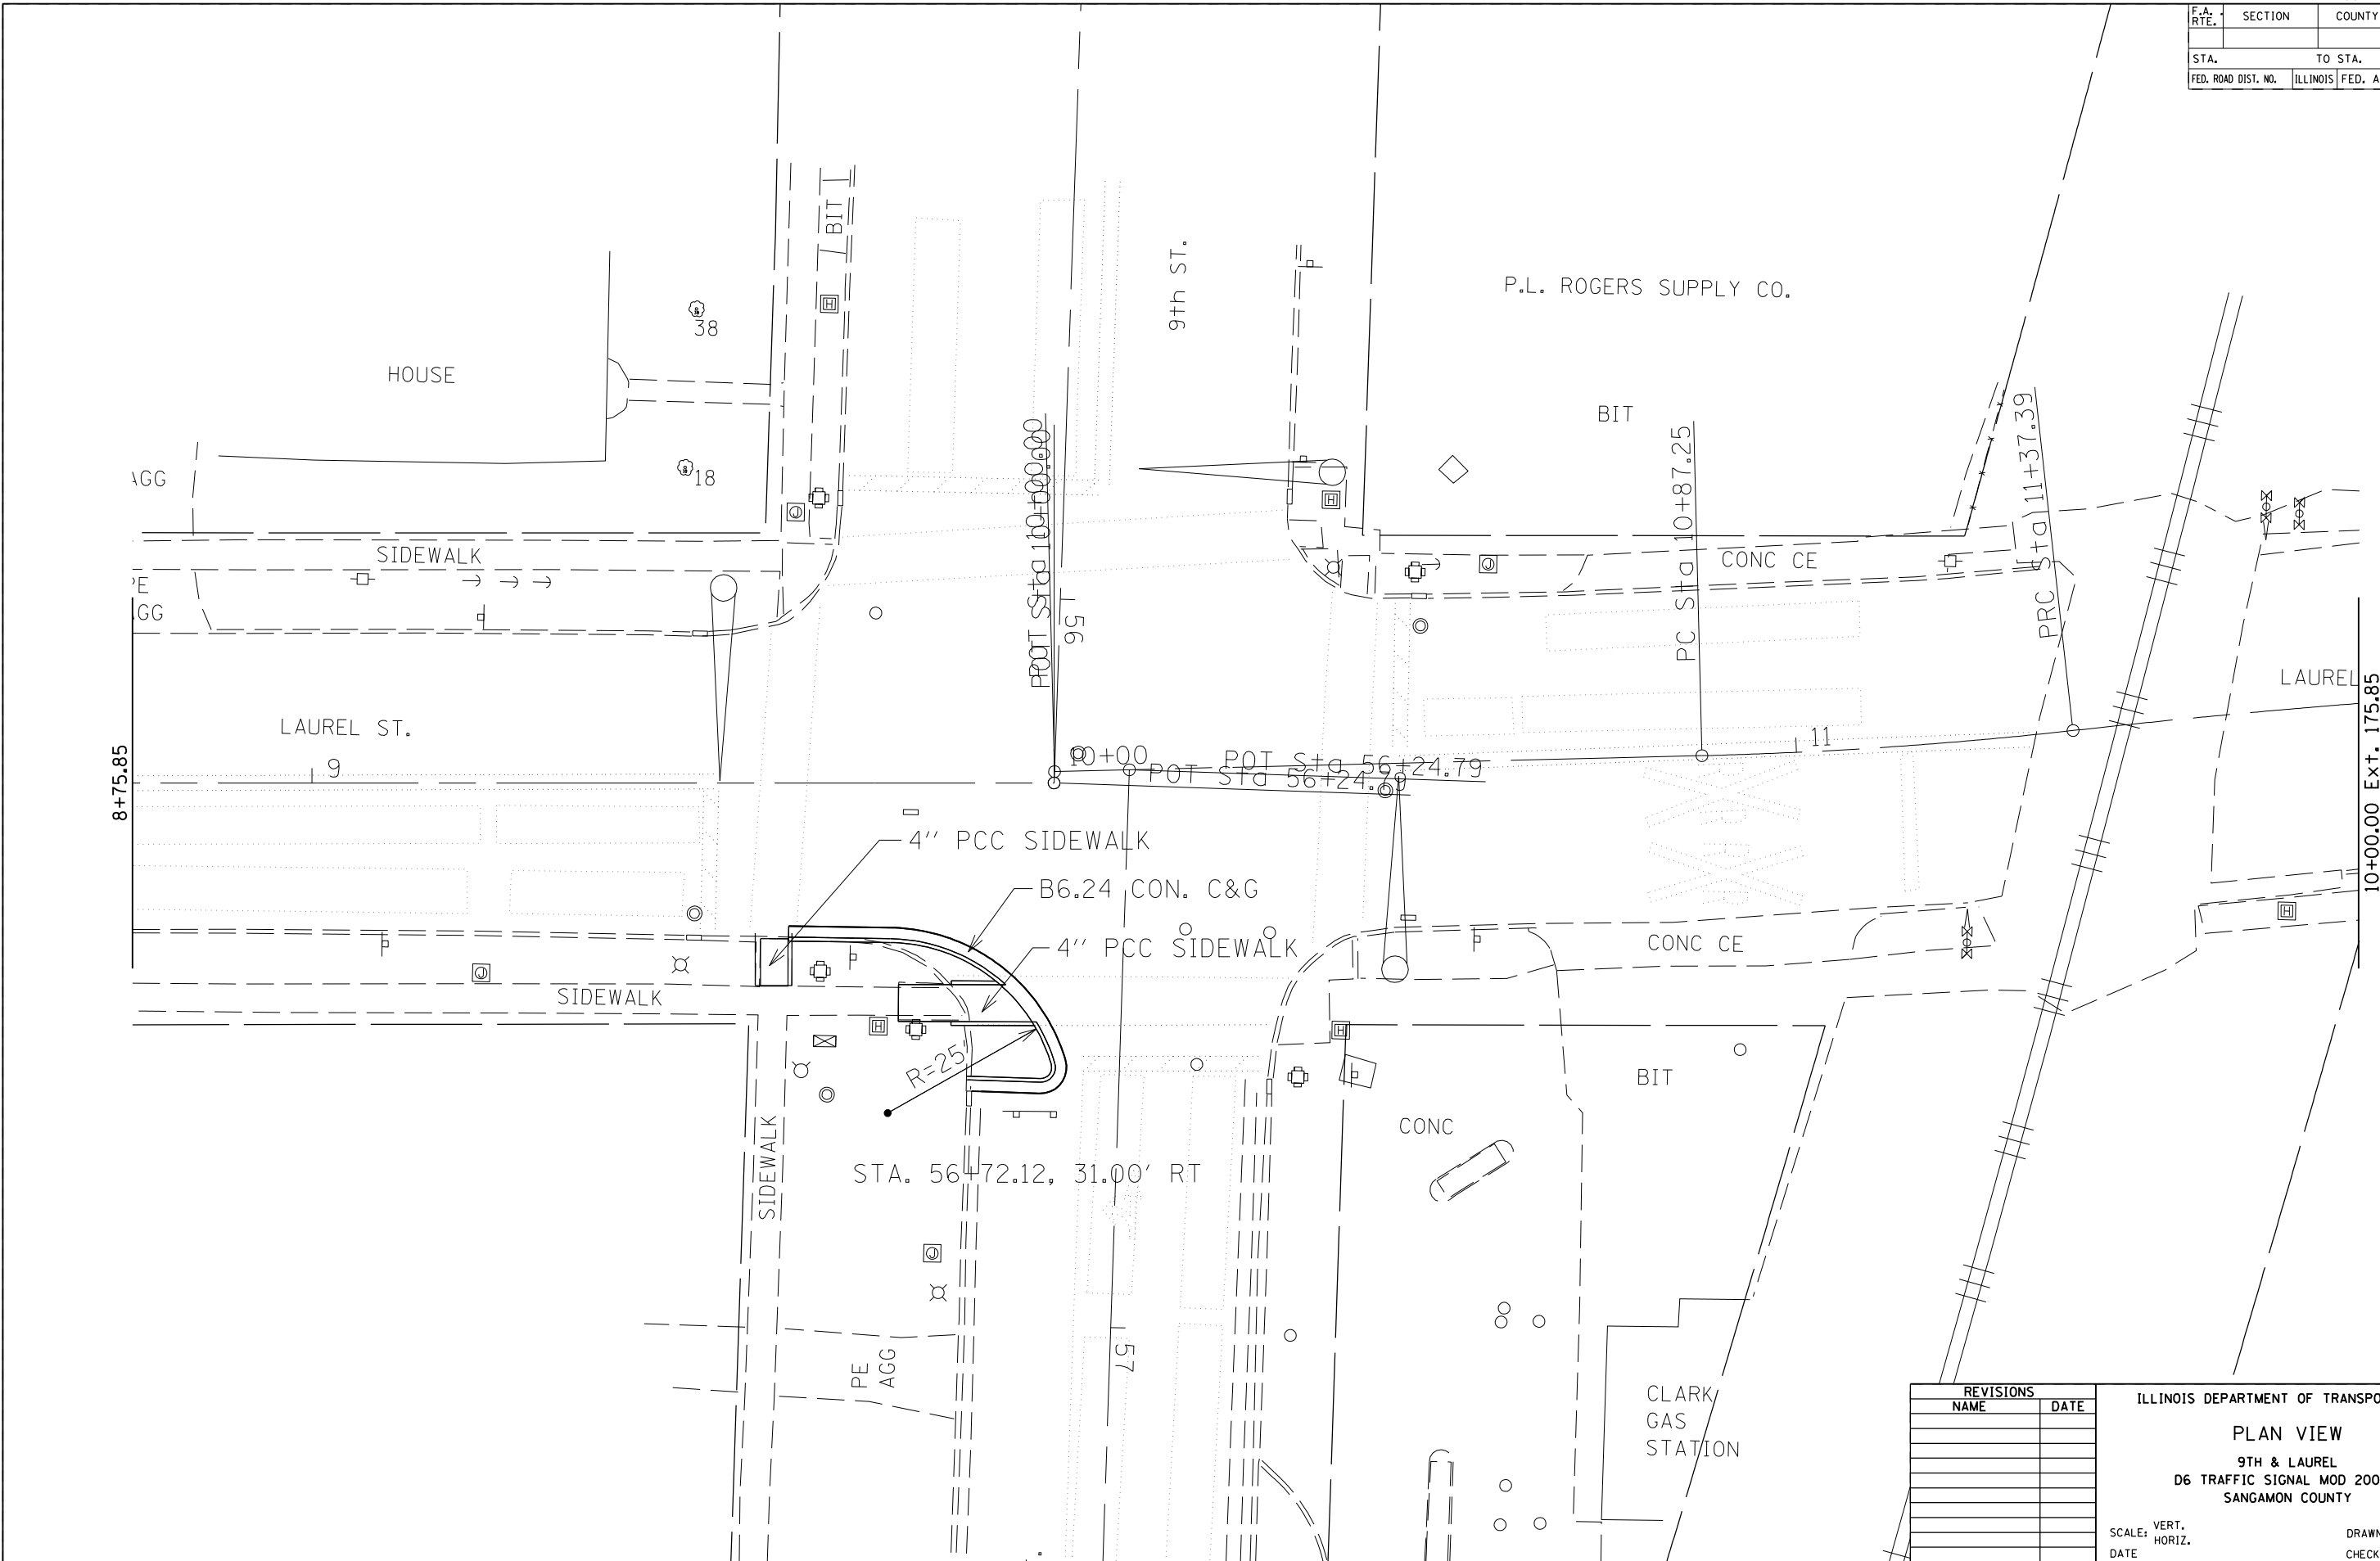 F.A. RTE. SECTION COUNTY
STA. TO STA.
FED. ROAD DIST. NO. ILLINOIS FED. A
BIT
9th ST.
P.L. ROGERS SUPPLY CO.
38
HOUSE
BIT
18
AGG
POT Sta 10+00.00
PC Sta 10+87.25
PRC Sta 11+37.39
SIDEWALK
CONC CE
PE
GG
56
LAUREL ST.
LAUREL
8+75.85
9
10+00
POT Sta 56+24.79
POT Sta 56+24.79
11
10+00.00 Ext. 175.85
4'' PCC SIDEWALK
B6.24 CON. C&G
4'' PCC SIDEWALK
CONC CE
SIDEWALK
R=25'
BIT
CONC
SIDEWALK
STA. 56+72.12, 31.00' RT
PE
AGG
57
CLARK
GAS
STATION
REVISIONS
NAME DATE
ILLINOIS DEPARTMENT OF TRANSPO
PLAN VIEW
9TH & LAUREL
D6 TRAFFIC SIGNAL MOD 200
SANGAMON COUNTY
SCALE: VERT.
HORIZ.
DRAWN
DATE
CHECK